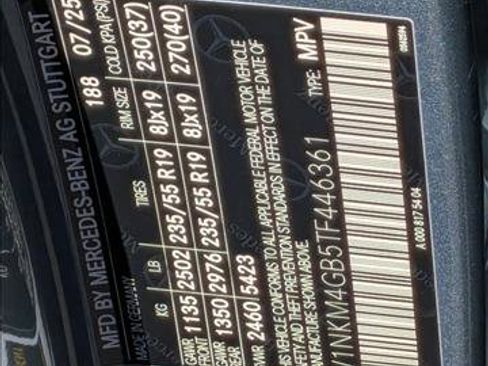 MFD BY MERCEDES-BENZ AG STUTTGART
MADE IN GERMANY 188 07/25
KG LB TIRES RIM SIZE COLD KPA(PSI)
GAWR FRONT 1135 2502 235/55 R19 8Jx19 250(37)
GAWR REAR 1350 2976 235/55 R19 8Jx19 270(40)
GVWR 2460 5423
THIS VEHICLE CONFORMS TO ALL APPLICABLE FEDERAL MOTOR VEHICLE
SAFETY AND THEFT PREVENTION STANDARDS IN EFFECT ON THE DATE OF
MANUFACTURE SHOWN ABOVE.
1NKM4GB5TF446361 TYPE: MPV
A 000 817 54 04